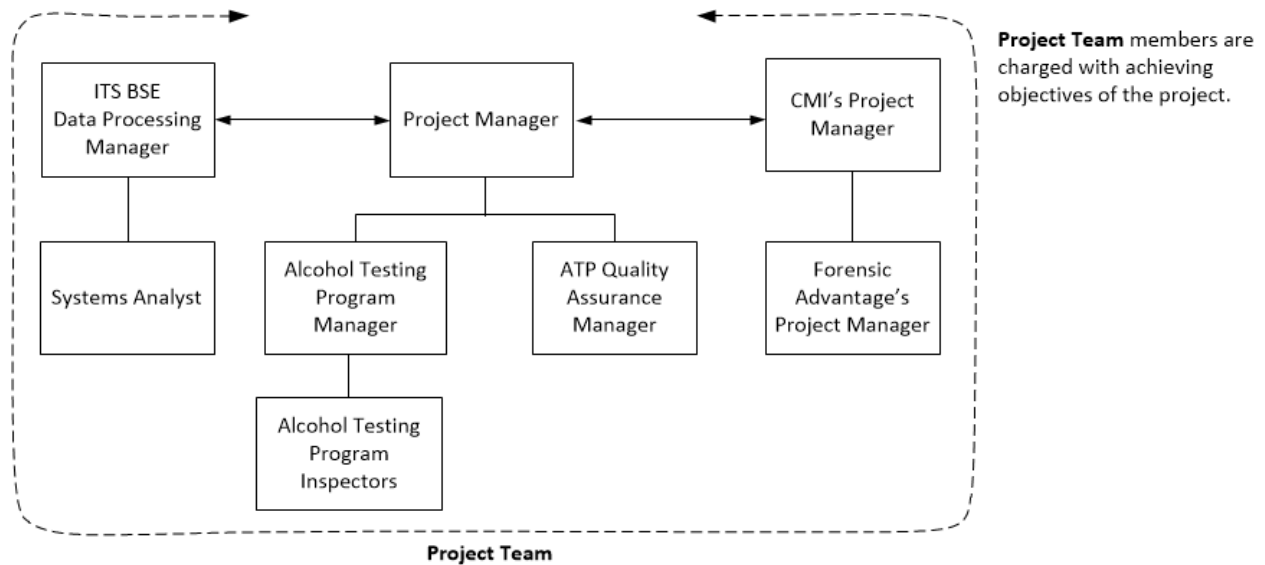 Project Team members are
charged with achieving
objectives of the project.
ITS BSE
Data Processing
Manager
Project Manager
CMI's Project
Manager
Systems Analyst
Alcohol Testing
Program
Manager
ATP Quality
Assurance
Manager
Forensic
Advantage's
Project Manager
Alcohol Testing
Program
Inspectors
Project Team